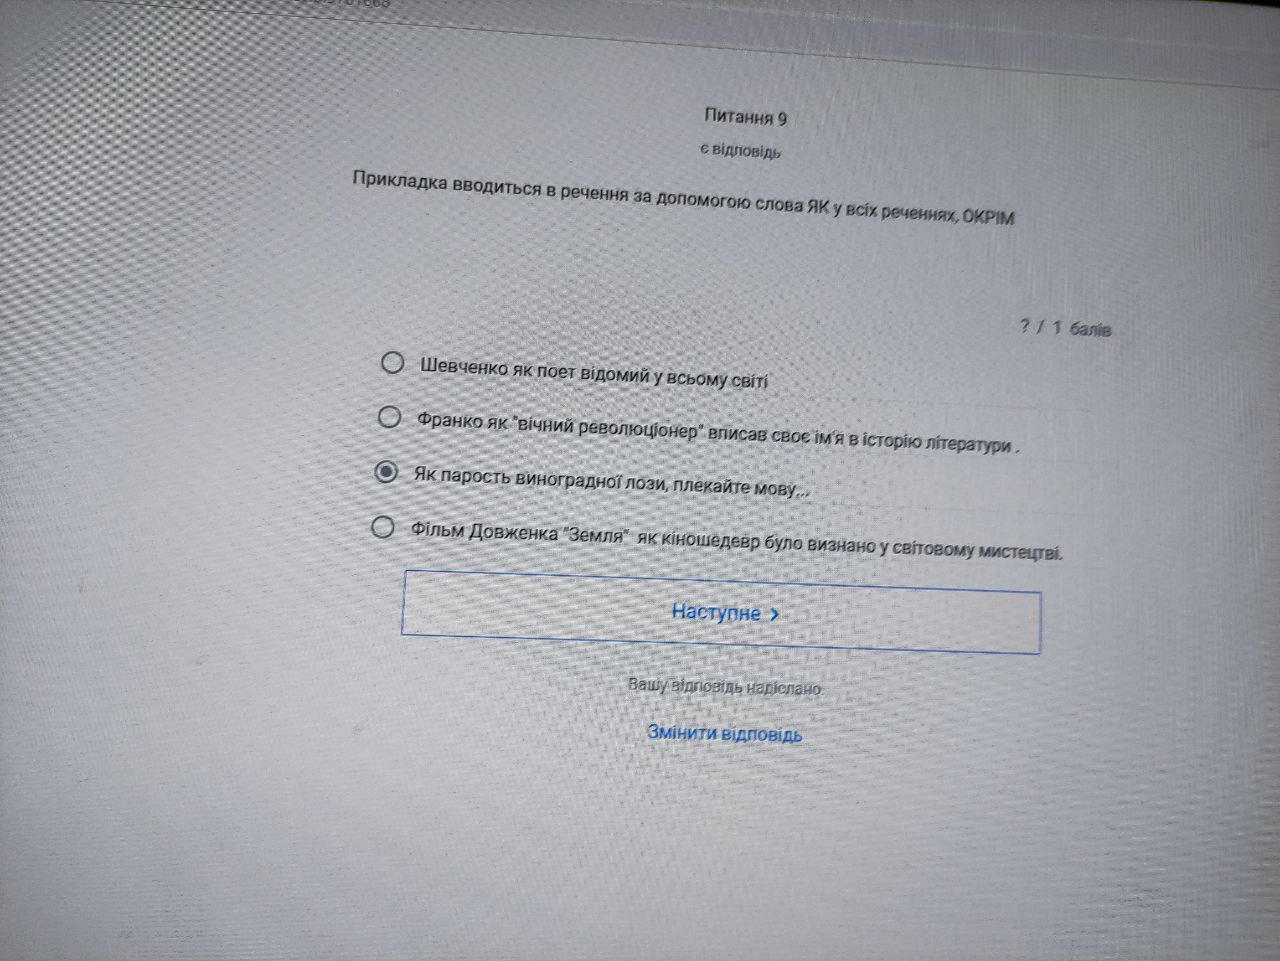 Питання 9
є відповідь
Прикладка вводиться в речення за допомогою слова ЯК у всіх реченнях, ОКРІМ
? / 1 балів
Шевченко як поет відомий у всьому світі
Франко як "вічний революціонер" вписав своє ім'я в історію літератури .
Як парость виноградної лози, плекайте мову...
Фільм Довженка "Земля" як кіношедевр було визнано у світовому мистецтві.
Наступне >
Вашу відповідь надіслано.
Змінити відповідь